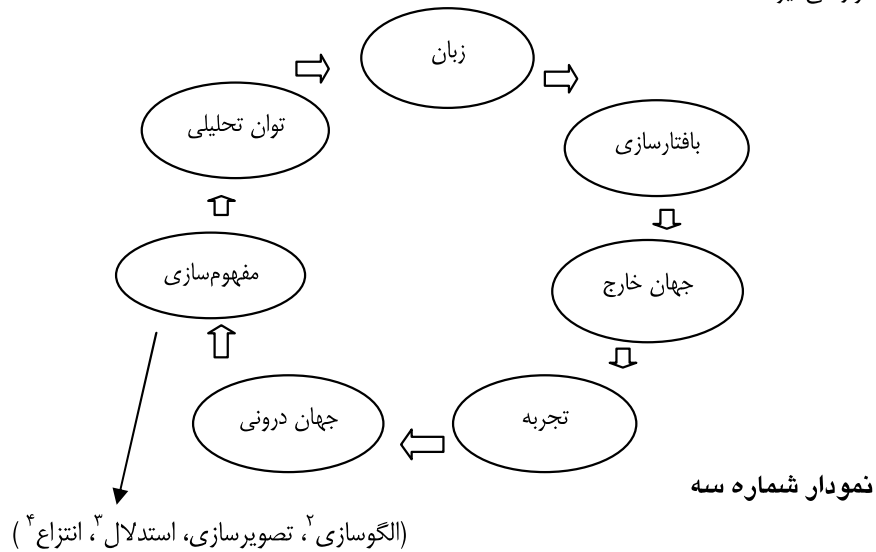 زبان
توان تحلیلی
بافتارسازی
مفهوم‌سازی
جهان خارج
جهان درونی
تجربه
نمودار شماره سه
(الگوسازی۲، تصویرسازی، استدلال۳، انتزاع۴)